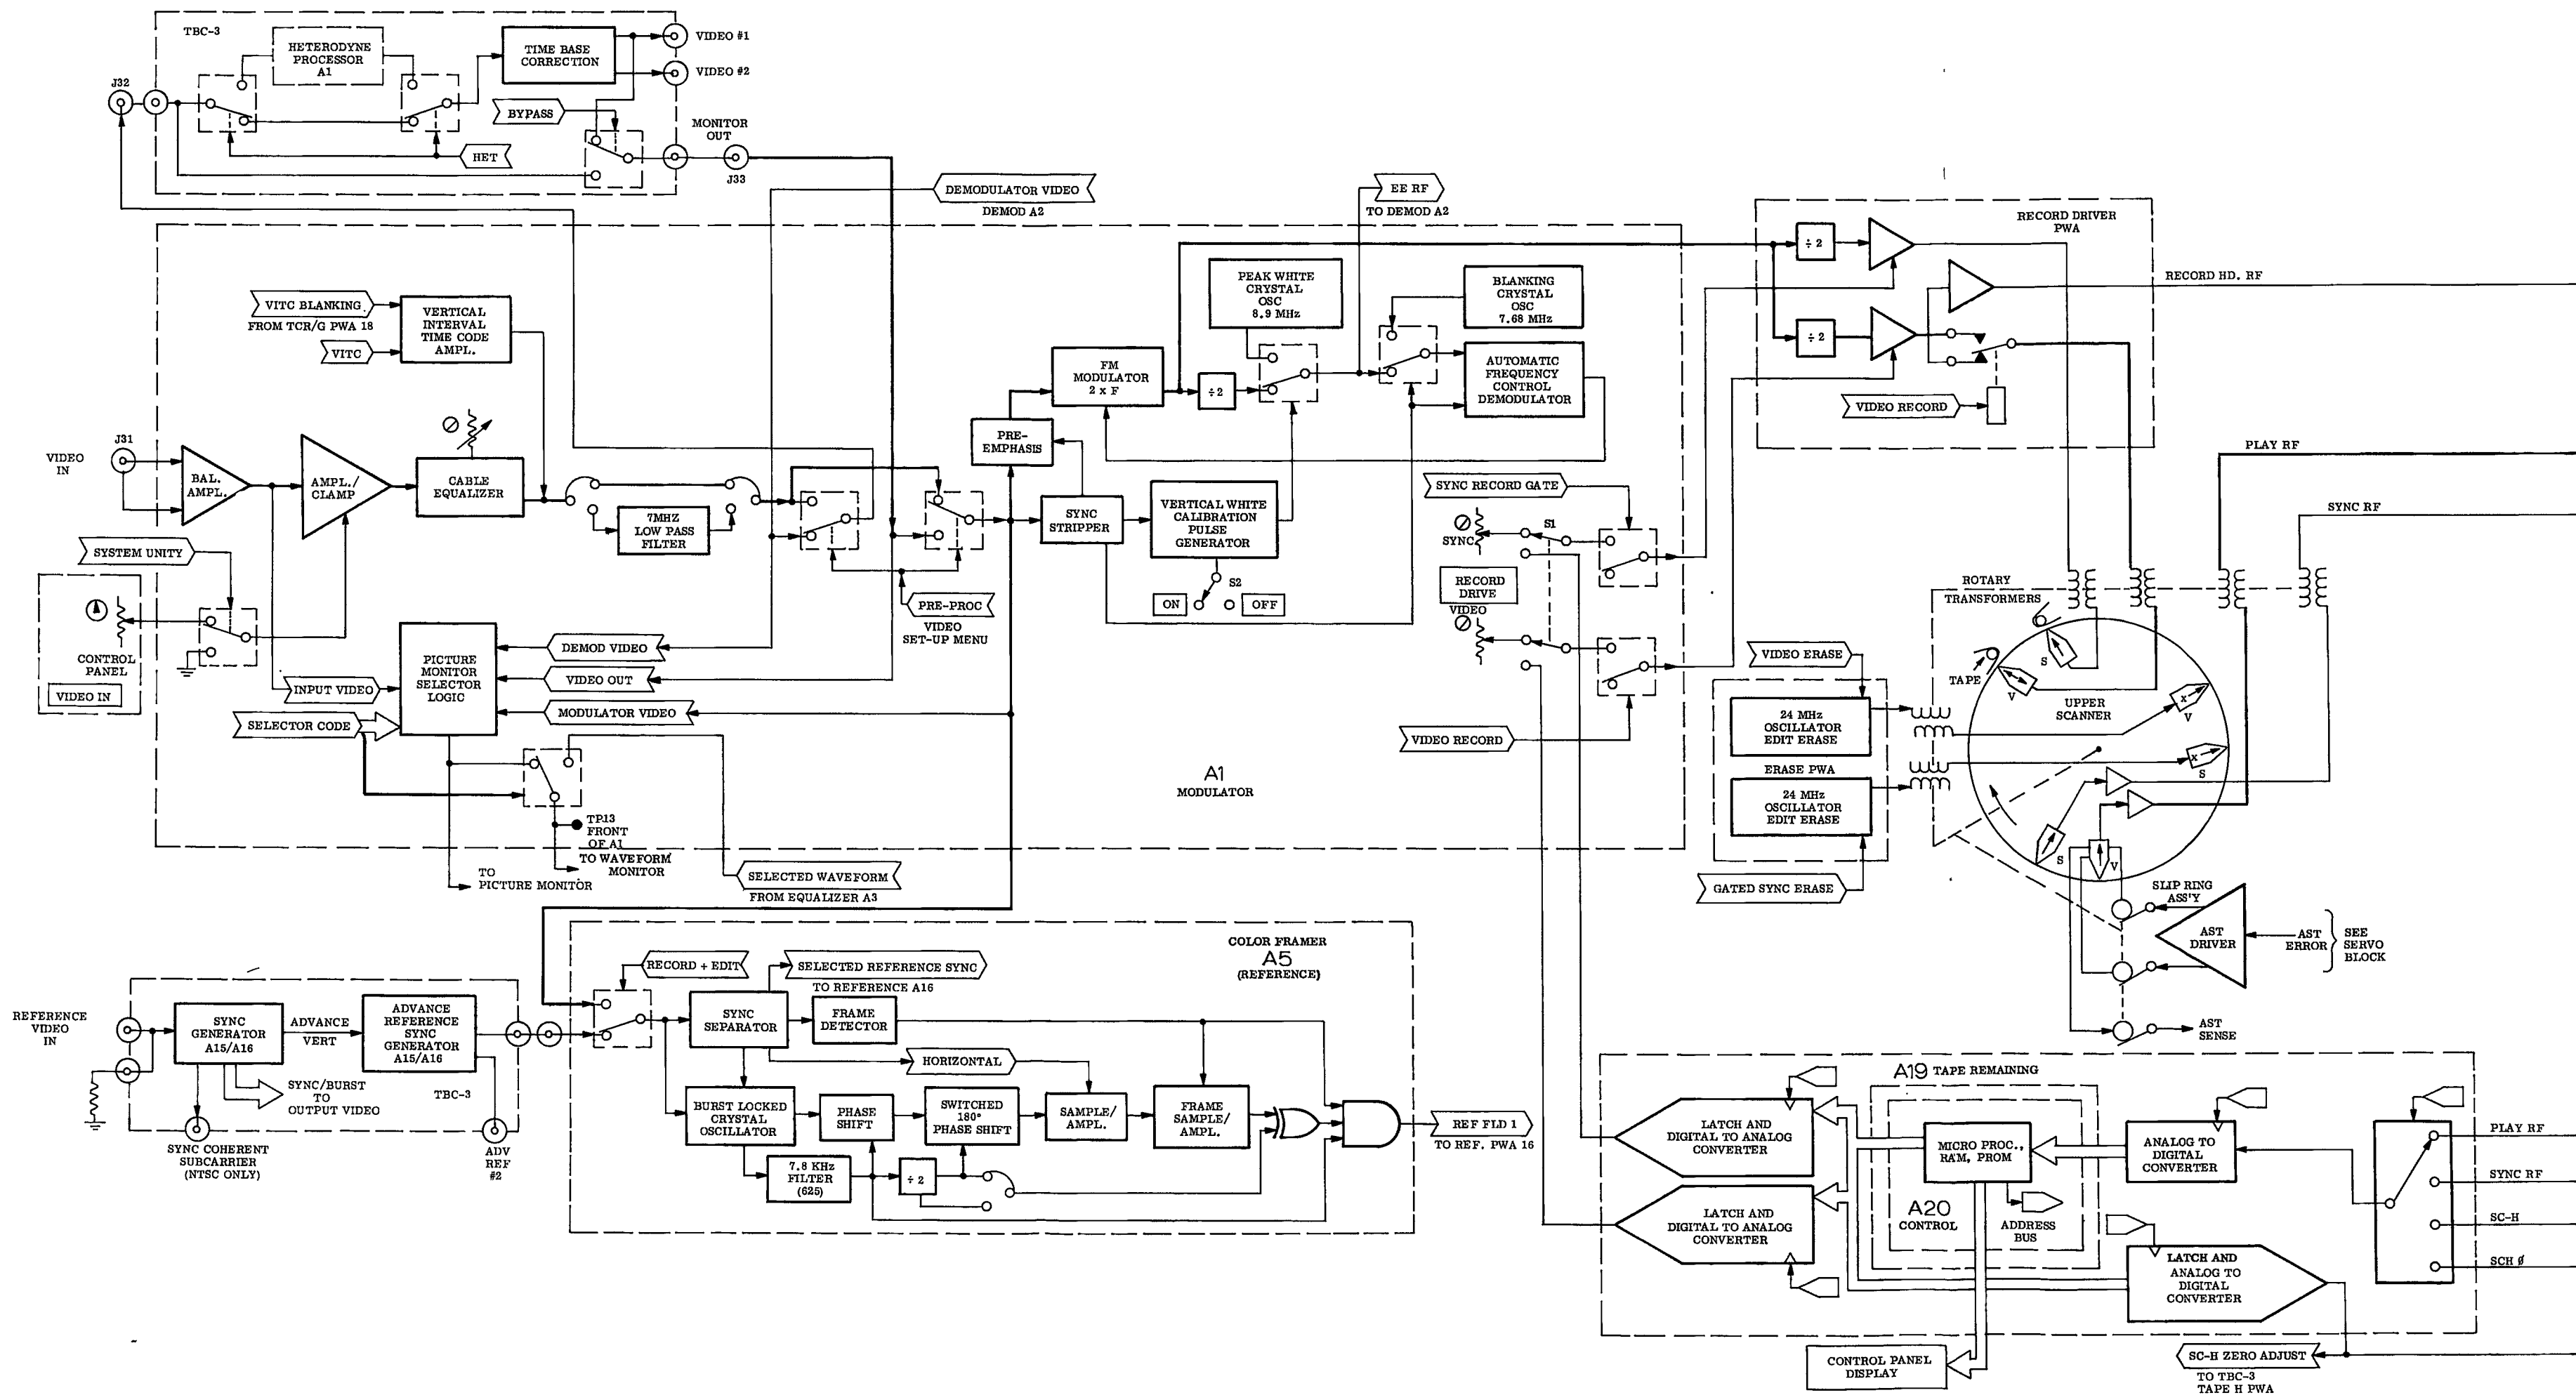 TBC-3
HETERODYNE
PROCESSOR
A1
TIME BASE
CORRECTION
VIDEO #1
VIDEO #2
J32
BYPASS
HET
MONITOR
OUT
J33
DEMODULATOR VIDEO
DEMOD A2
EE RF
TO DEMOD A2
RECORD DRIVER
PWA
÷ 2
÷ 2
RECORD HD. RF
VIDEO RECORD
PLAY RF
SYNC RF
VITC BLANKING
FROM TCR/G PWA 18
VITC
VERTICAL
INTERVAL
TIME CODE
AMPL.
PEAK WHITE
CRYSTAL
OSC
8.9 MHz
BLANKING
CRYSTAL
OSC
7.68 MHz
FM
MODULATOR
2 x F
÷2
AUTOMATIC
FREQUENCY
CONTROL
DEMODULATOR
PRE-
EMPHASIS
VIDEO
IN
J31
BAL.
AMPL.
AMPL./
CLAMP
CABLE
EQUALIZER
7MHZ
LOW PASS
FILTER
SYNC
STRIPPER
VERTICAL WHITE
CALIBRATION
PULSE
GENERATOR
S2
ON
OFF
SYNC RECORD GATE
SYNC
S1
RECORD
DRIVE
VIDEO
VIDEO RECORD
SYSTEM UNITY
CONTROL
PANEL
VIDEO IN
PRE-PROC
VIDEO
SET-UP MENU
PICTURE
MONITOR
SELECTOR
LOGIC
DEMOD VIDEO
VIDEO OUT
MODULATOR VIDEO
INPUT VIDEO
SELECTOR CODE
A1
MODULATOR
TP13
FRONT
OF A1
TO WAVEFORM
MONITOR
TO
PICTURE MONITOR
SELECTED WAVEFORM
FROM EQUALIZER A3
ROTARY
TRANSFORMERS
VIDEO ERASE
24 MHz
OSCILLATOR
EDIT ERASE
ERASE PWA
24 MHz
OSCILLATOR
EDIT ERASE
GATED SYNC ERASE
TAPE
S
V
UPPER
SCANNER
X
V
X
S
S
V
SLIP RING
ASS'Y
AST
DRIVER
AST
ERROR
SEE
SERVO
BLOCK
AST
SENSE
REFERENCE
VIDEO
IN
SYNC
GENERATOR
A15/A16
ADVANCE
VERT
ADVANCE
REFERENCE
SYNC
GENERATOR
A15/A16
SYNC/BURST
TO
OUTPUT VIDEO
TBC-3
SYNC COHERENT
SUBCARRIER
(NTSC ONLY)
ADV
REF
#2
RECORD + EDIT
SELECTED REFERENCE SYNC
TO REFERENCE A16
COLOR FRAMER
A5
(REFERENCE)
SYNC
SEPARATOR
FRAME
DETECTOR
HORIZONTAL
BURST LOCKED
CRYSTAL
OSCILLATOR
PHASE
SHIFT
SWITCHED
180°
PHASE SHIFT
SAMPLE/
AMPL.
FRAME
SAMPLE/
AMPL.
7.8 KHz
FILTER
(625)
÷ 2
REF FLD 1
TO REF. PWA 16
A19 TAPE REMAINING
LATCH AND
DIGITAL TO ANALOG
CONVERTER
LATCH AND
DIGITAL TO ANALOG
CONVERTER
MICRO PROC.,
RAM, PROM
A20
CONTROL
ADDRESS
BUS
ANALOG TO
DIGITAL
CONVERTER
LATCH AND
ANALOG TO
DIGITAL
CONVERTER
PLAY RF
SYNC RF
SC-H
SCH Ø
CONTROL PANEL
DISPLAY
SC-H ZERO ADJUST
TO TBC-3
TAPE H PWA